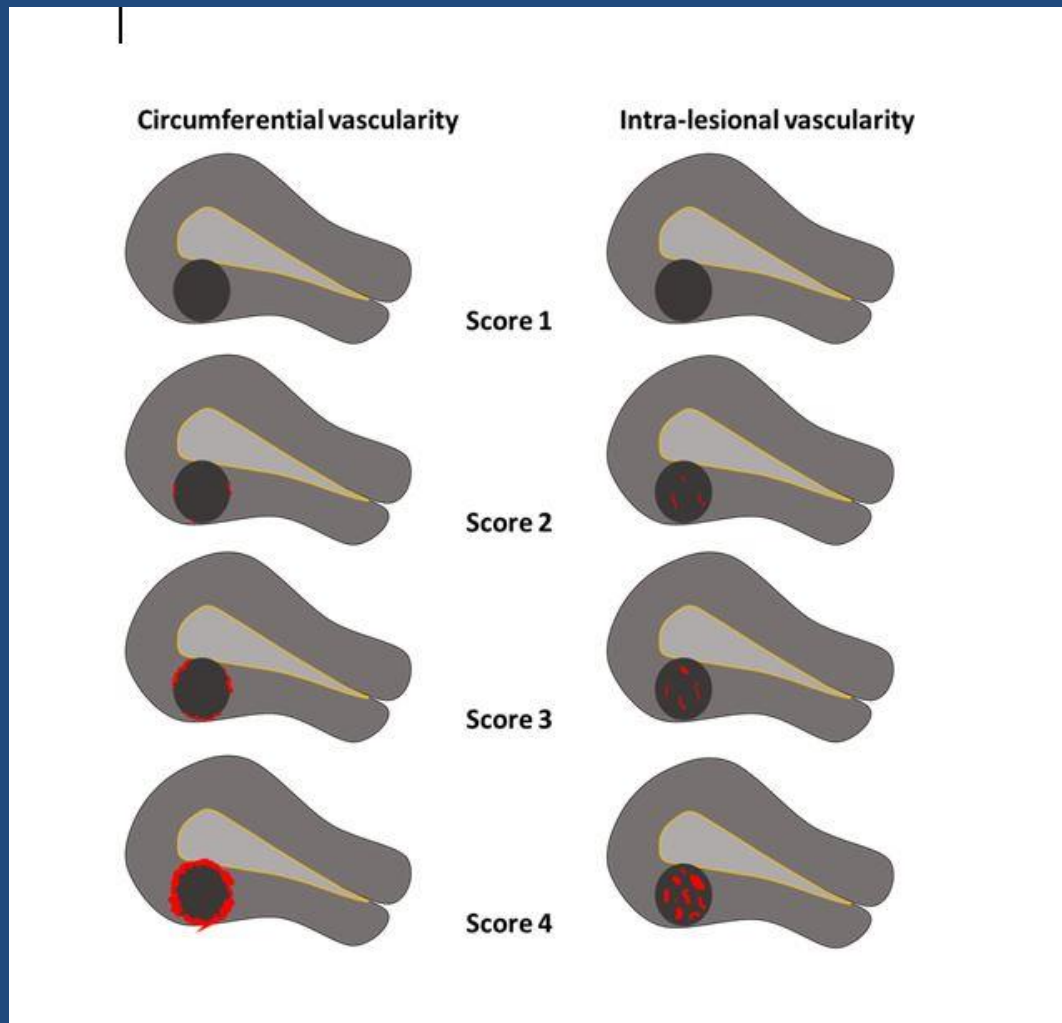 Circumferential vascularity
Intra-lesional vascularity
Score 1
Score 2
Score 3
Score 4